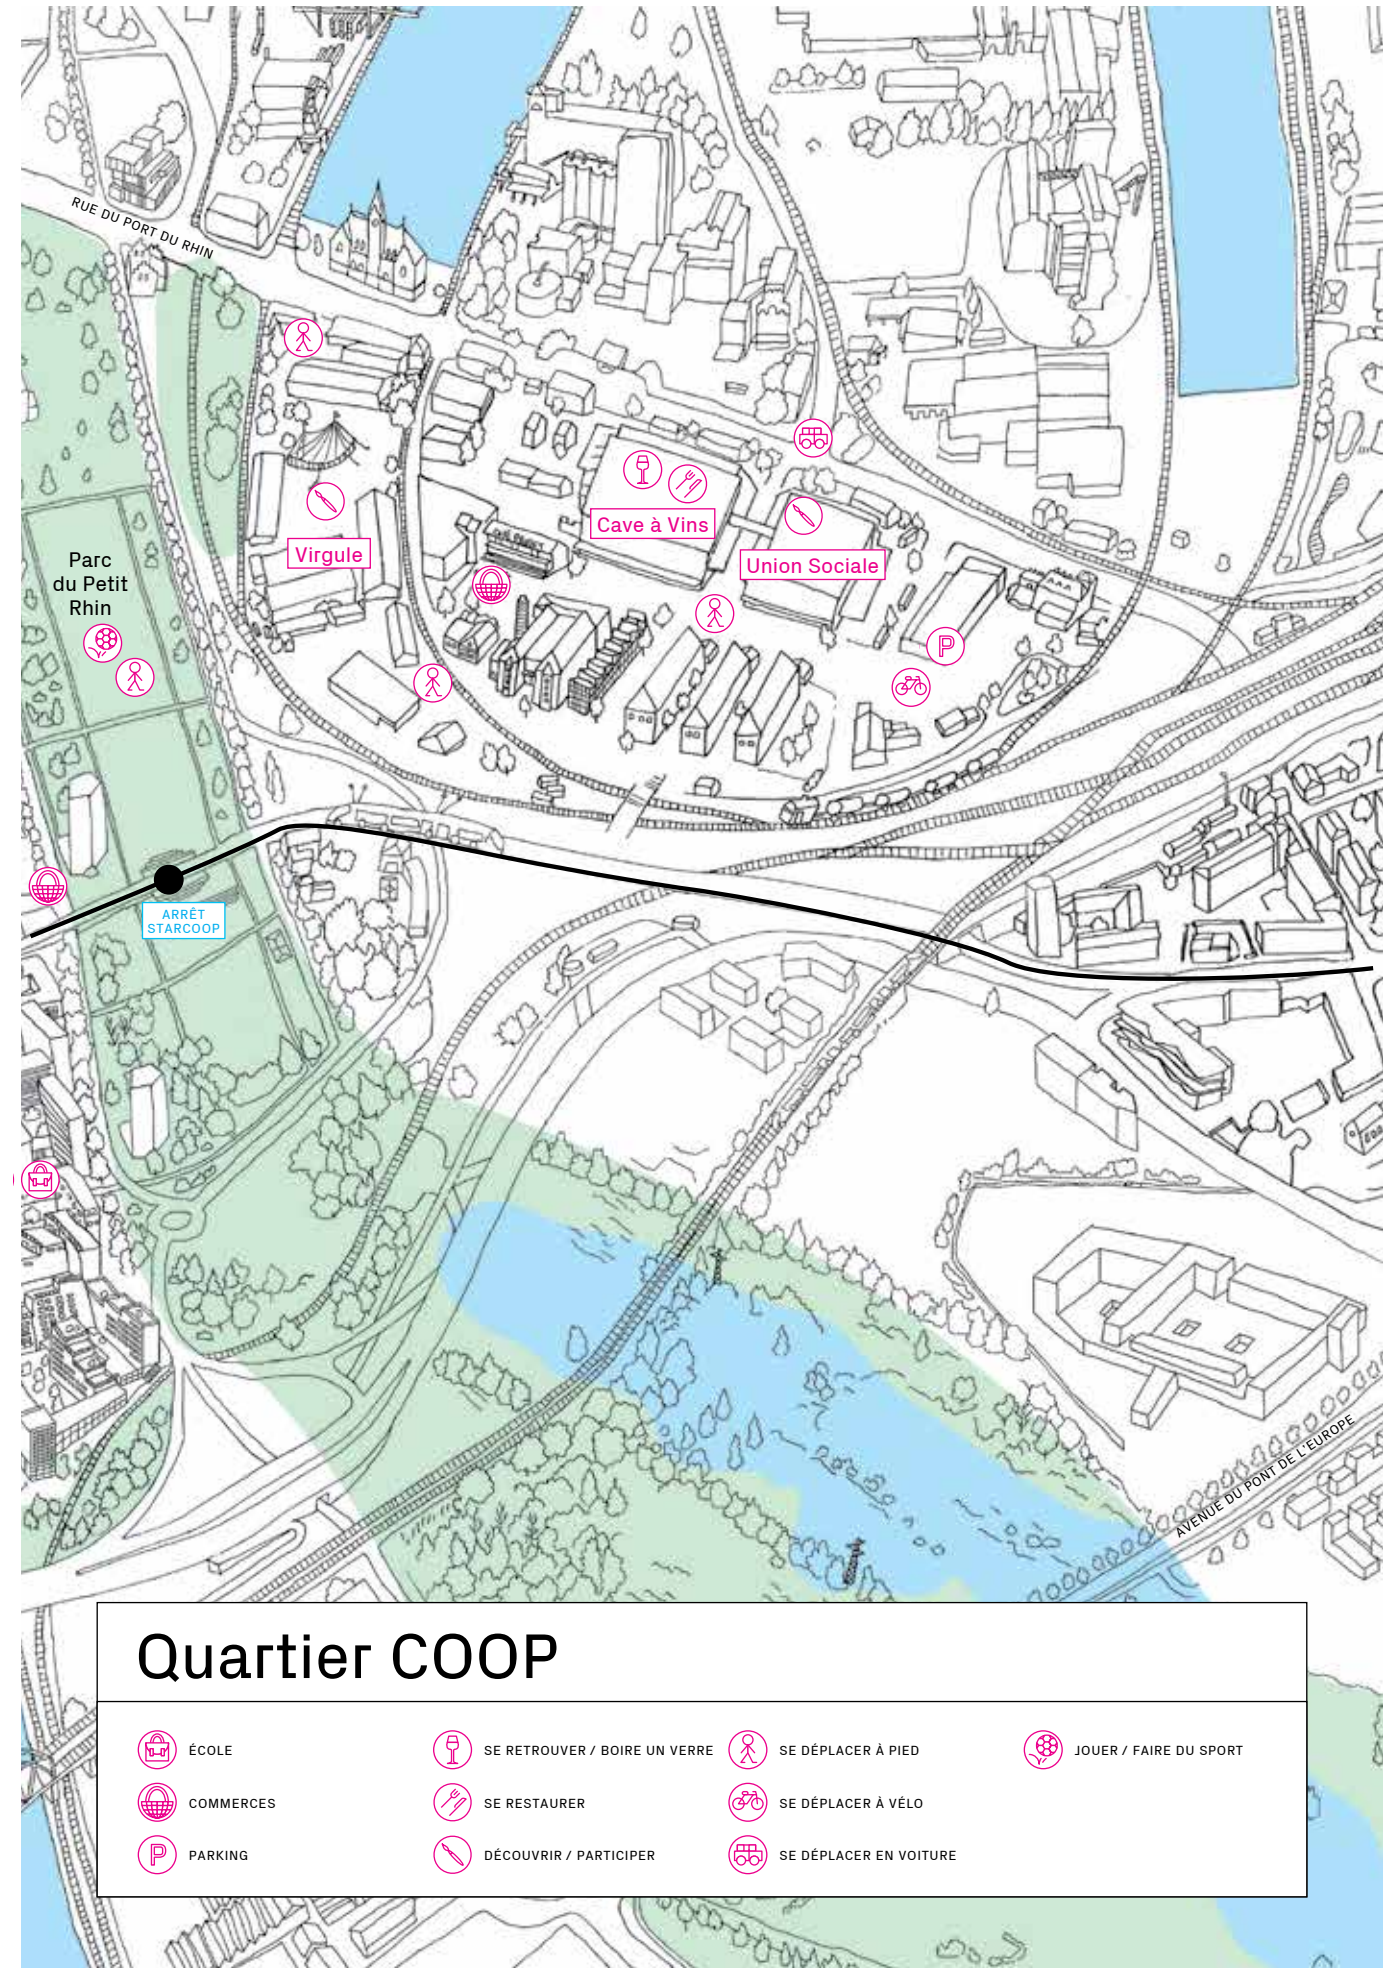 RUE DU PORT DU RHIN
Cave à Vins
Virgule
Union Sociale
Parc
du Petit
Rhin
P
ARRÊT
STARCOOP
AVENUE DU PONT DE L'EUROPE
Quartier COOP
ÉCOLE
COMMERCES
P PARKING
SE RETROUVER / BOIRE UN VERRE
SE RESTAURER
DÉCOUVRIR / PARTICIPER
SE DÉPLACER À PIED
SE DÉPLACER À VÉLO
SE DÉPLACER EN VOITURE
JOUER / FAIRE DU SPORT